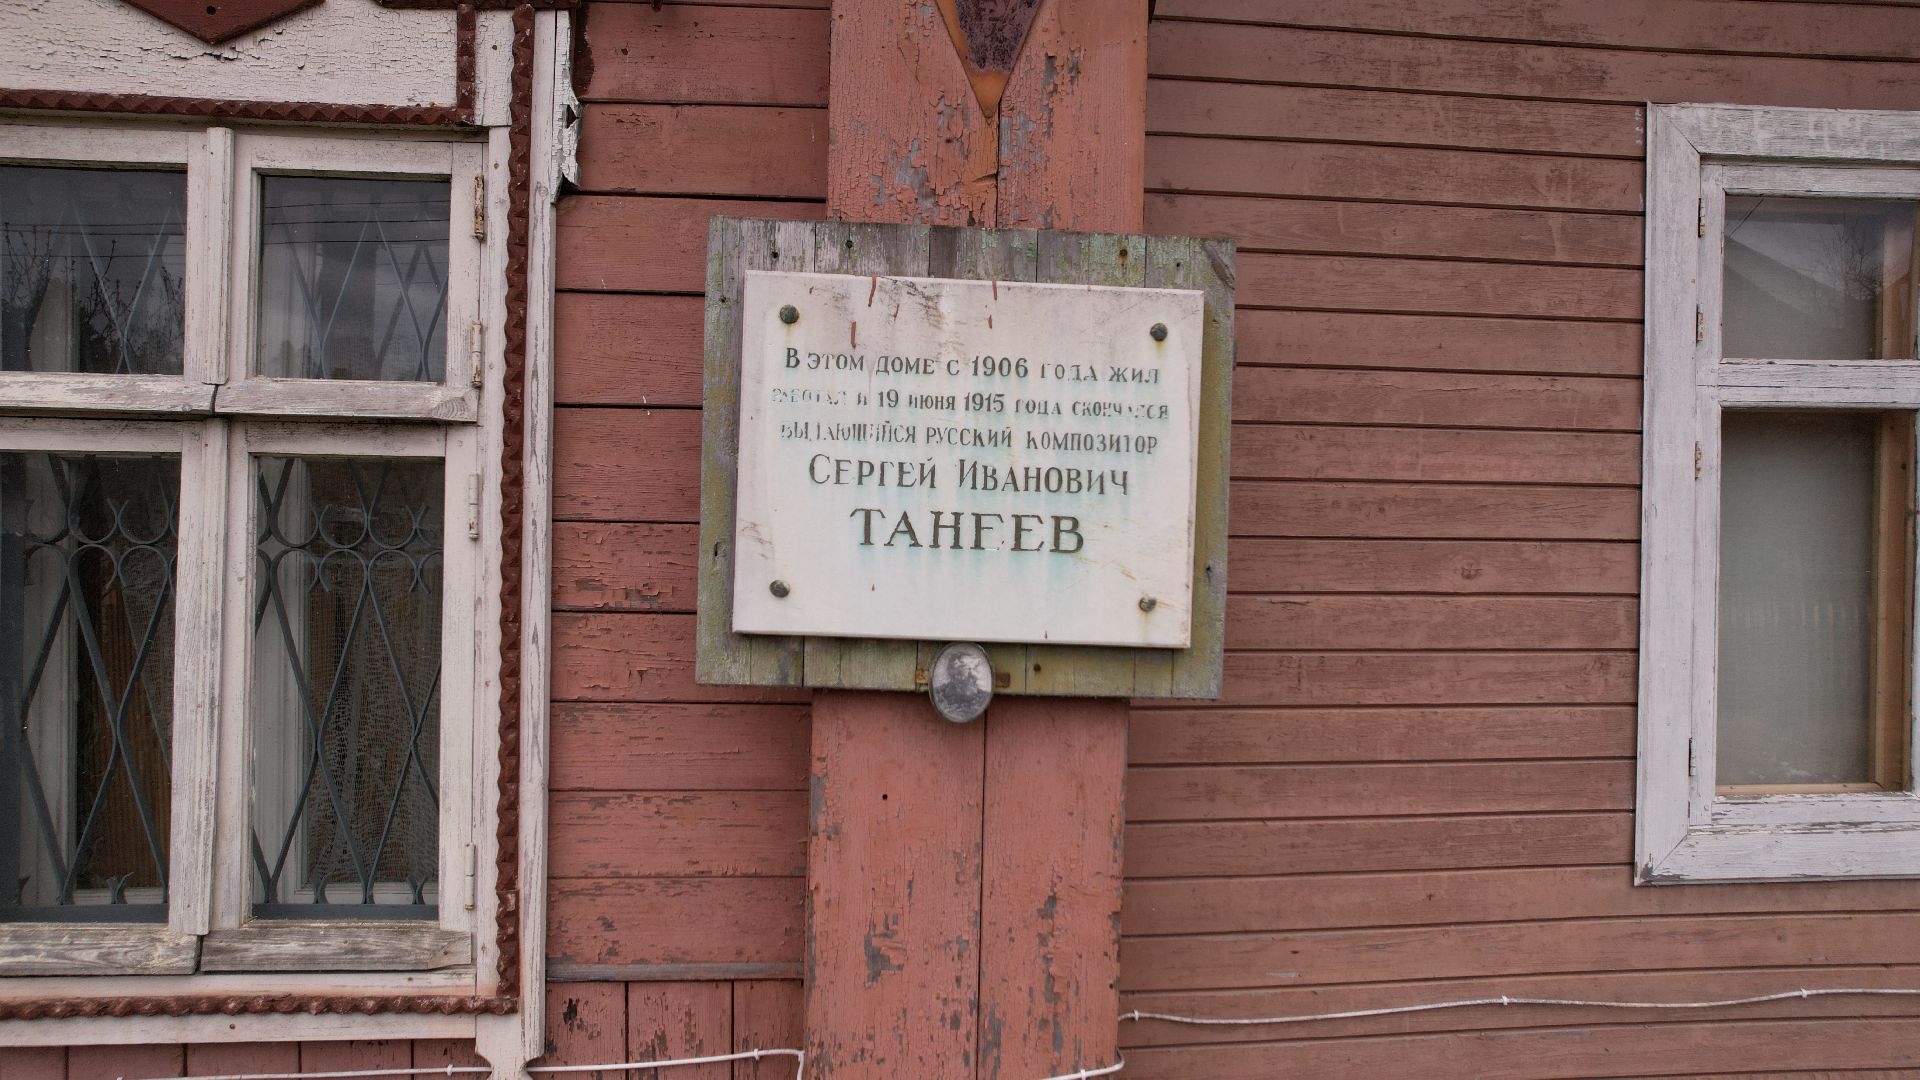 В ЭТОМ ДОМЕ С 1906 ГОДА ЖИЛ
РАБОТАЛ И 19 ИЮНЯ 1915 ГОДА СКОНЧАЛСЯ
ВЫДАЮЩИЙСЯ РУССКИЙ КОМПОЗИТОР
СЕРГЕЙ ИВАНОВИЧ
ТАНЕЕВ